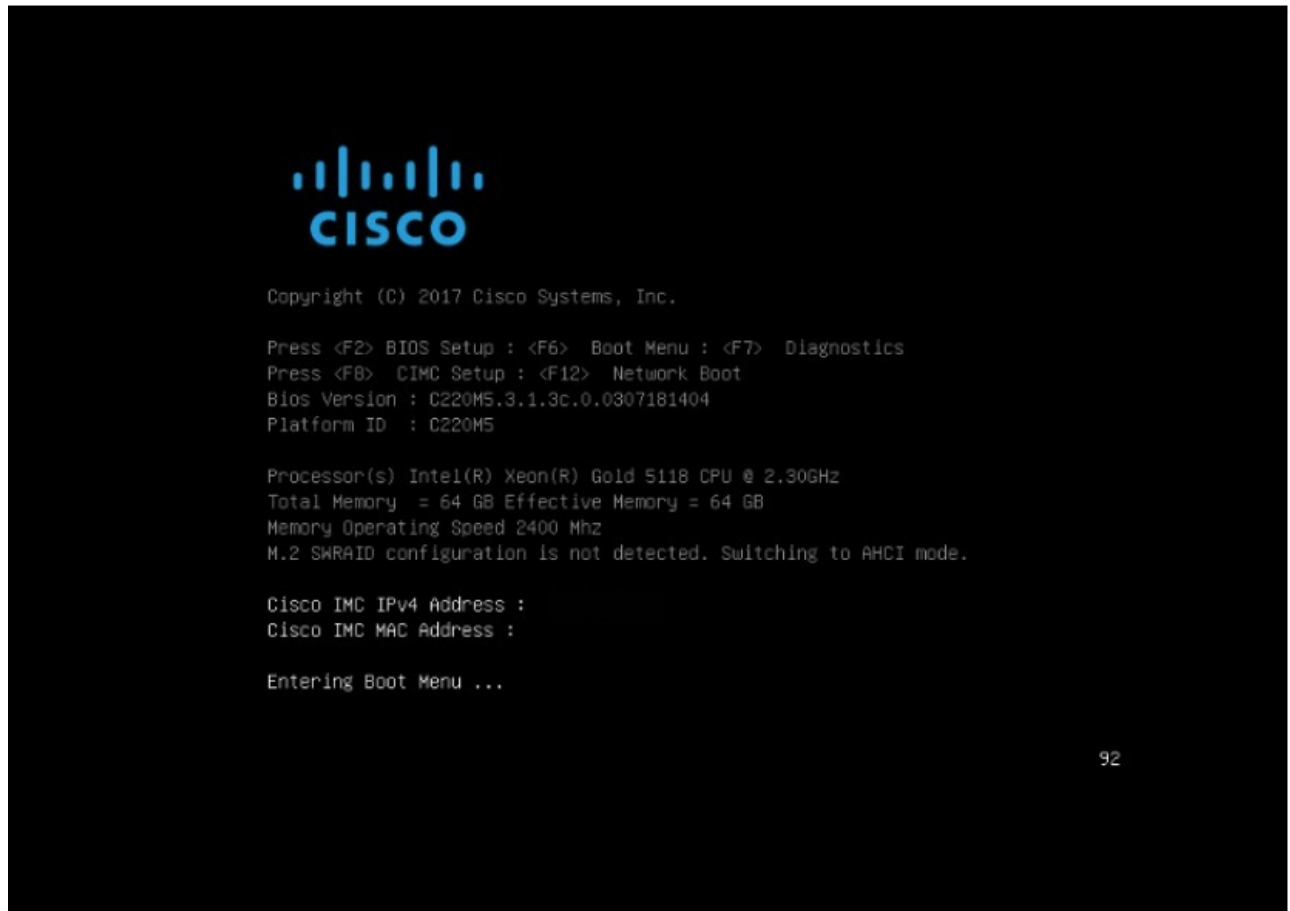 CISCO
Copyright (C) 2017 Cisco Systems, Inc.
Press <F2> BIOS Setup : <F6> Boot Menu : <F7> Diagnostics
Press <F8> CIMC Setup : <F12> Network Boot
Bios Version : C220M5.3.1.3c.0.0307181404
Platform ID : C220M5
Processor(s) Intel(R) Xeon(R) Gold 5118 CPU @ 2.30GHz
Total Memory = 64 GB Effective Memory = 64 GB
Memory Operating Speed 2400 Mhz
M.2 SWRAID configuration is not detected. Switching to AHCI mode.
Cisco IMC IPv4 Address :
Cisco IMC MAC Address :
Entering Boot Menu ...
92